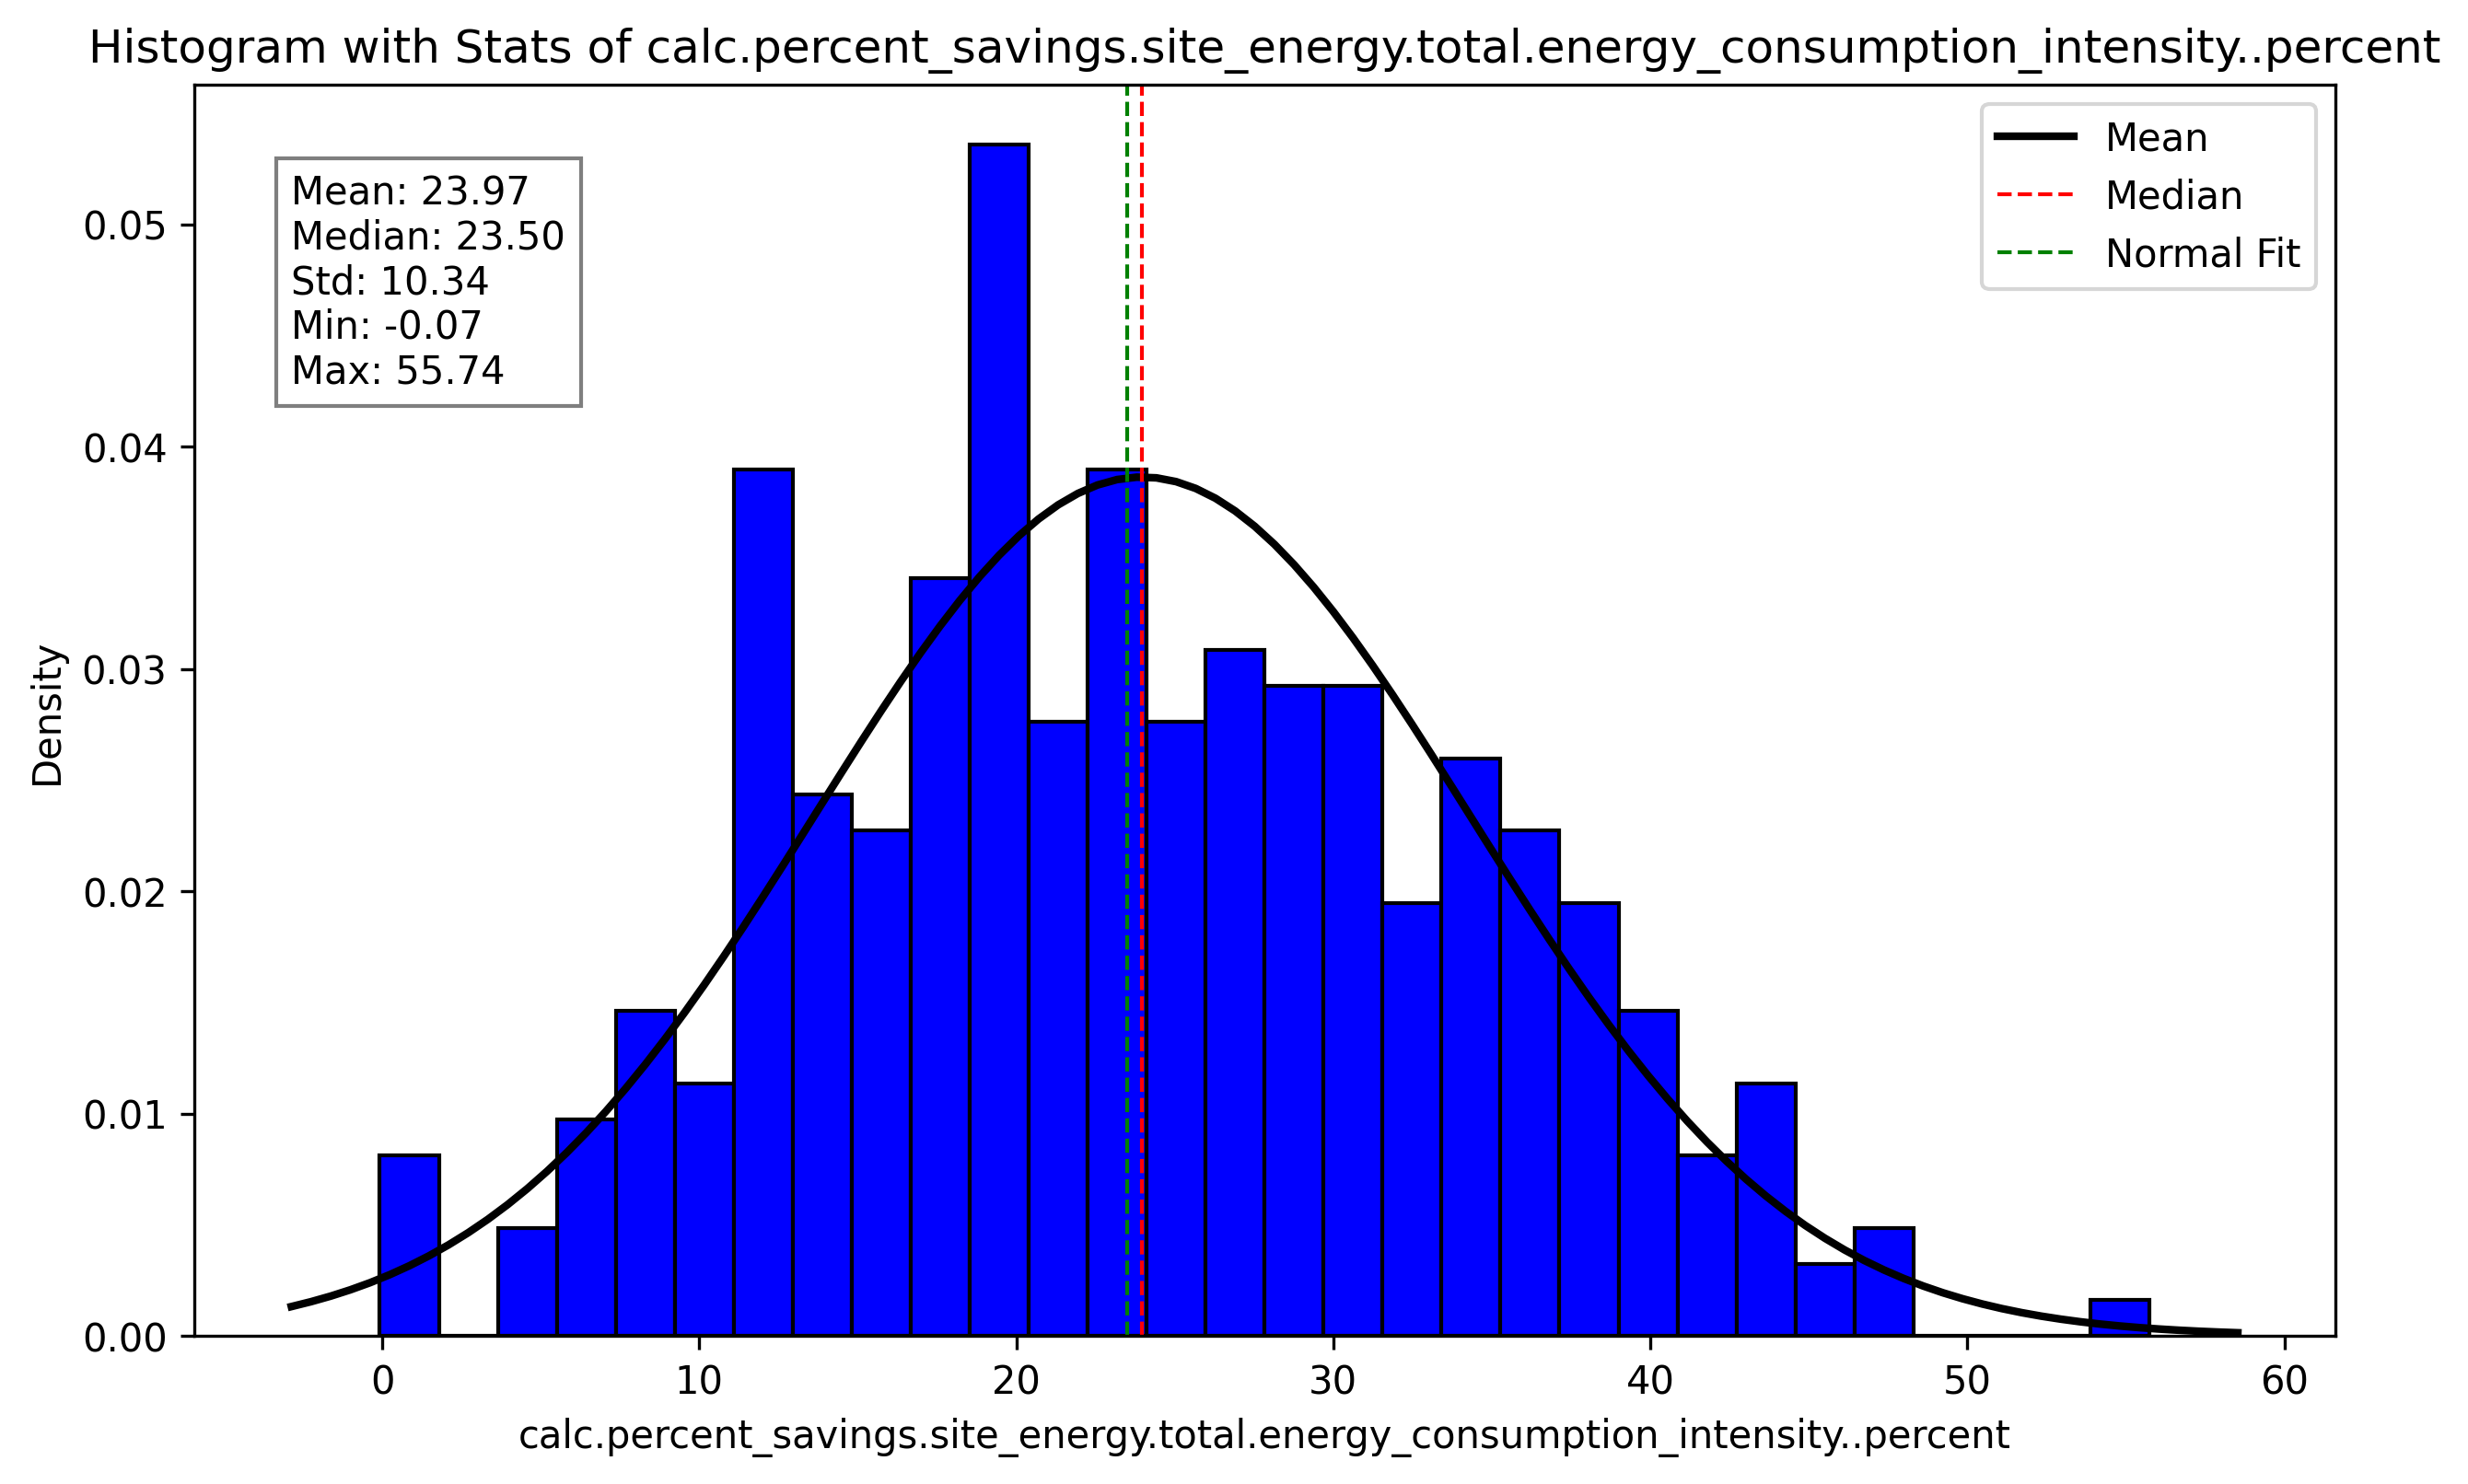 Histogram with Stats of calc.percent_savings.site_energy.total.energy_consumption_intensity..percent
Mean: 23.97
Median: 23.50
Std: 10.34
Min: -0.07
Max: 55.74
Mean
Median
Normal Fit
Density
0.05
0.04
0.03
0.02
0.01
0.00
0 10 20 30 40 50 60
calc.percent_savings.site_energy.total.energy_consumption_intensity..percent